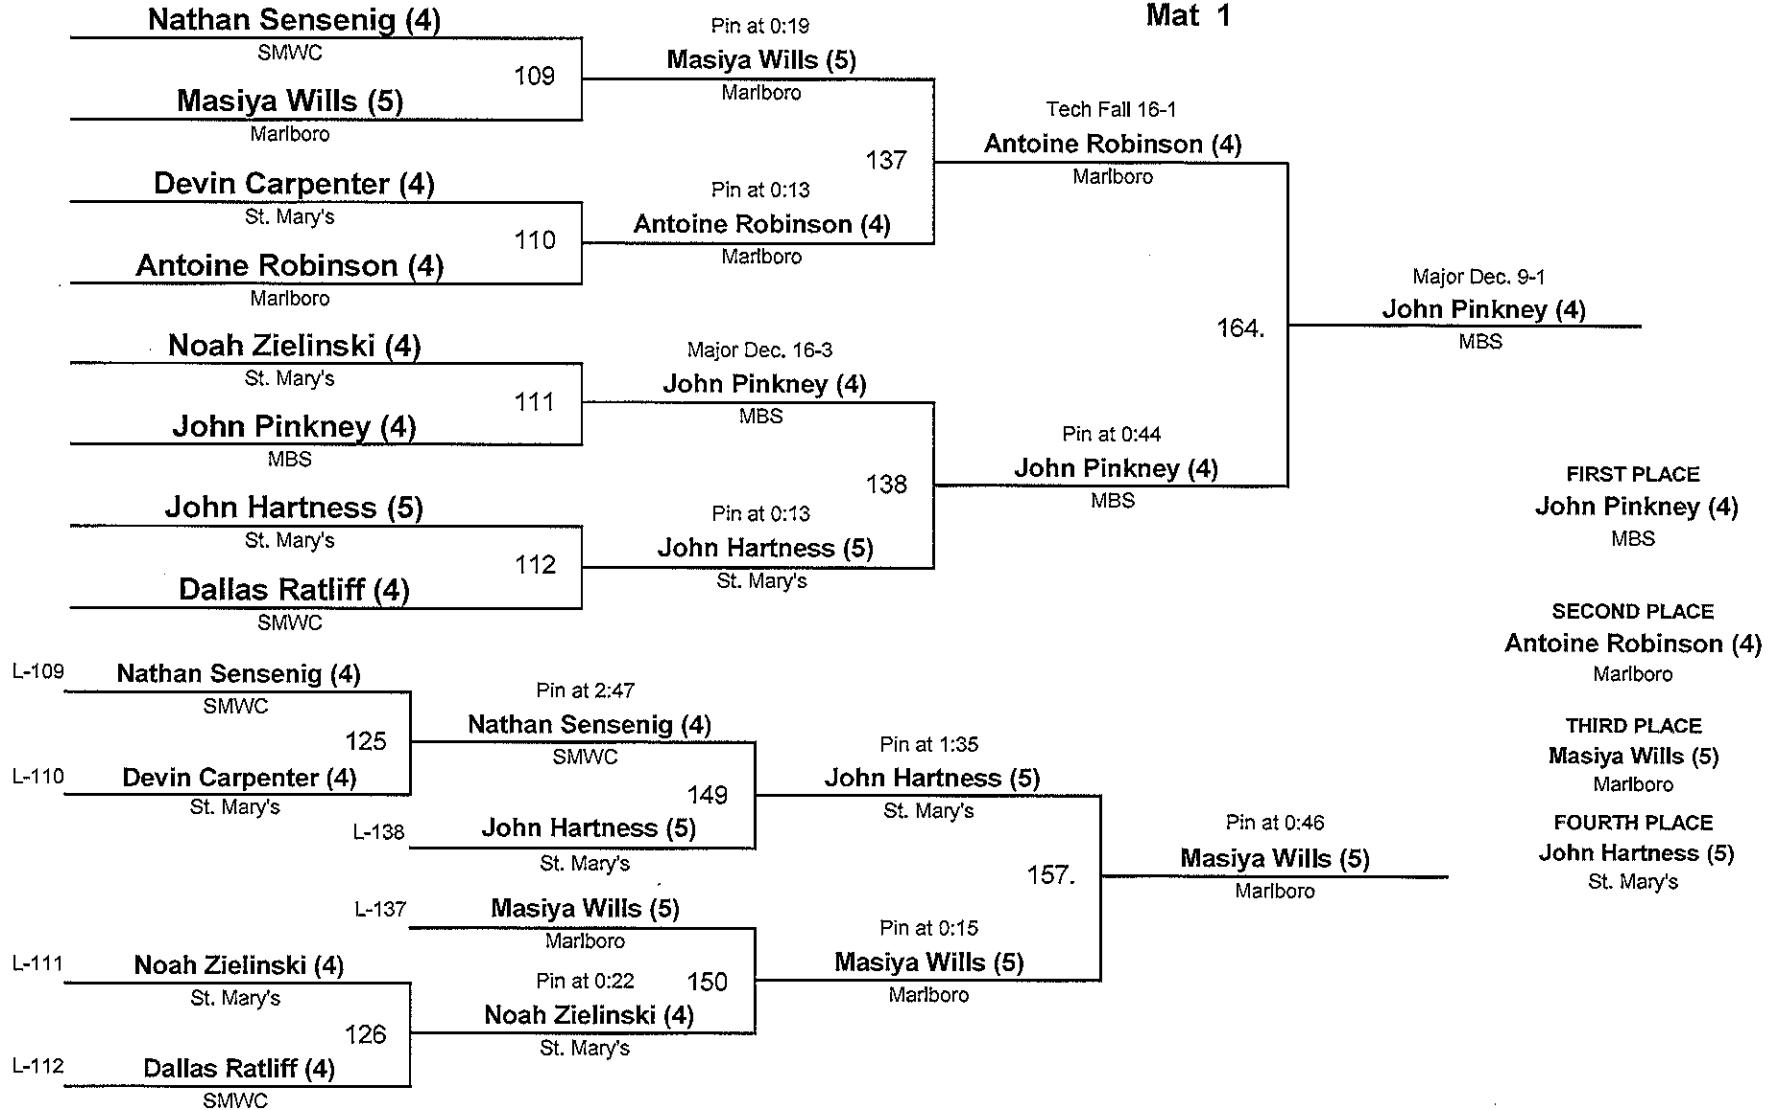 Mat 1
Nathan Sensenig (4)
SMWC
109
Masiya Wills (5)
Marlboro
Devin Carpenter (4)
St. Mary's
110
Antoine Robinson (4)
Marlboro
Noah Zielinski (4)
St. Mary's
111
John Pinkney (4)
MBS
John Hartness (5)
St. Mary's
112
Dallas Ratliff (4)
SMWC
Pin at 0:19
Masiya Wills (5)
Marlboro
137
Pin at 0:13
Antoine Robinson (4)
Marlboro
Major Dec. 16-3
John Pinkney (4)
MBS
138
Pin at 0:13
John Hartness (5)
St. Mary's
Tech Fall 16-1
Antoine Robinson (4)
Marlboro
164.
Pin at 0:44
John Pinkney (4)
MBS
Major Dec. 9-1
John Pinkney (4)
MBS
L-109
Nathan Sensenig (4)
SMWC
125
L-110
Devin Carpenter (4)
St. Mary's
L-111
Noah Zielinski (4)
St. Mary's
126
L-112
Dallas Ratliff (4)
SMWC
Pin at 2:47
Nathan Sensenig (4)
SMWC
149
L-138
John Hartness (5)
St. Mary's
L-137
Masiya Wills (5)
Marlboro
150
Pin at 0:22
Noah Zielinski (4)
St. Mary's
Pin at 1:35
John Hartness (5)
St. Mary's
157.
Pin at 0:15
Masiya Wills (5)
Marlboro
Pin at 0:46
Masiya Wills (5)
Marlboro
FIRST PLACE
John Pinkney (4)
MBS
SECOND PLACE
Antoine Robinson (4)
Marlboro
THIRD PLACE
Masiya Wills (5)
Marlboro
FOURTH PLACE
John Hartness (5)
St. Mary's